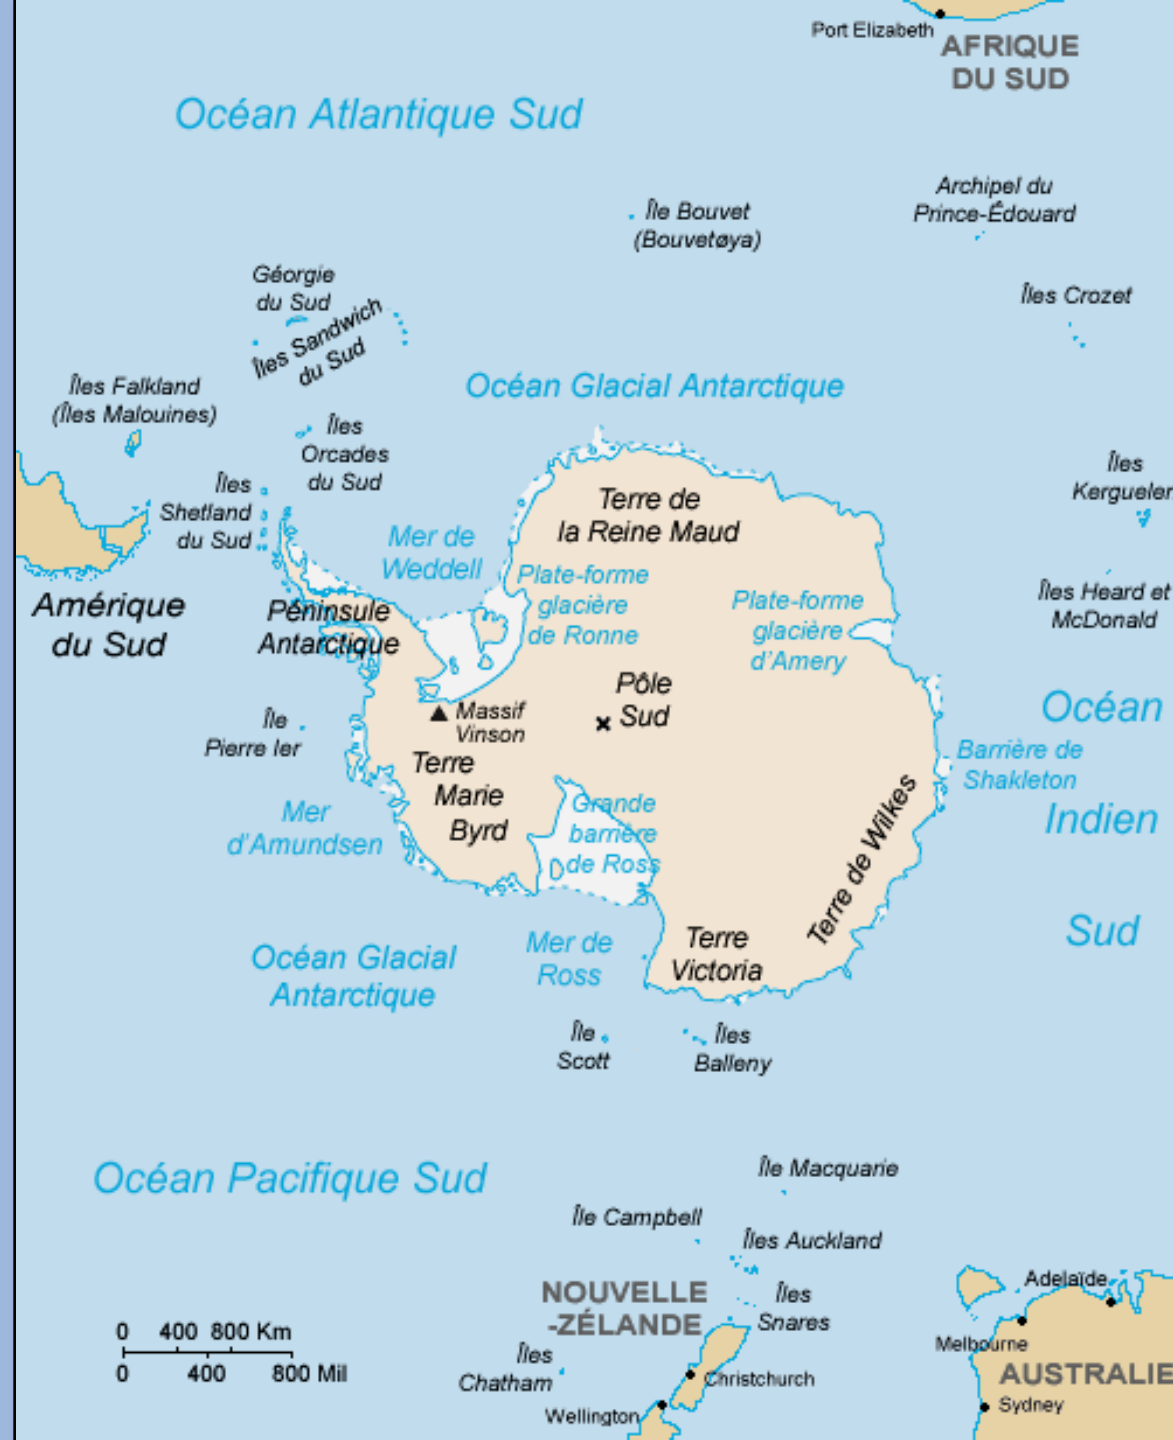 Port Elizabeth
AFRIQUE
DU SUD
Océan Atlantique Sud
Archipel du
Prince-Édouard
Île Bouvet
(Bouvetøya)
Géorgie
du Sud
Îles Crozet
Îles Sandwich
du Sud
Îles Falkland
(Îles Malouines)
Océan Glacial Antarctique
Îles
Orcades
du Sud
Îles
Kerguelen
Îles
Shetland
du Sud
Terre de
la Reine Maud
Mer de
Weddell
Plate-forme
glacière
de Ronne
Plate-forme
glacière
d'Amery
Îles Heard et
McDonald
Amérique
du Sud
Péninsule
Antarctique
Pôle
Sud
Océan
Indien
Sud
Île
Pierre Ier
Massif
Vinson
Terre
Marie
Byrd
Barrière de
Shakleton
Mer
d'Amundsen
Grande
barrière
de Ross
Terre de Wilkes
Océan Glacial
Antarctique
Mer de
Ross
Terre
Victoria
Île
Scott
Îles
Balleny
Océan Pacifique Sud
Île Macquarie
Île Campbell
Îles Auckland
NOUVELLE
-ZÉLANDE
Îles
Snares
Adelaïde
Melbourne
0 400 800 Km
0 400 800 Mil
Îles
Chatham
Christchurch
AUSTRALIE
Wellington
Sydney